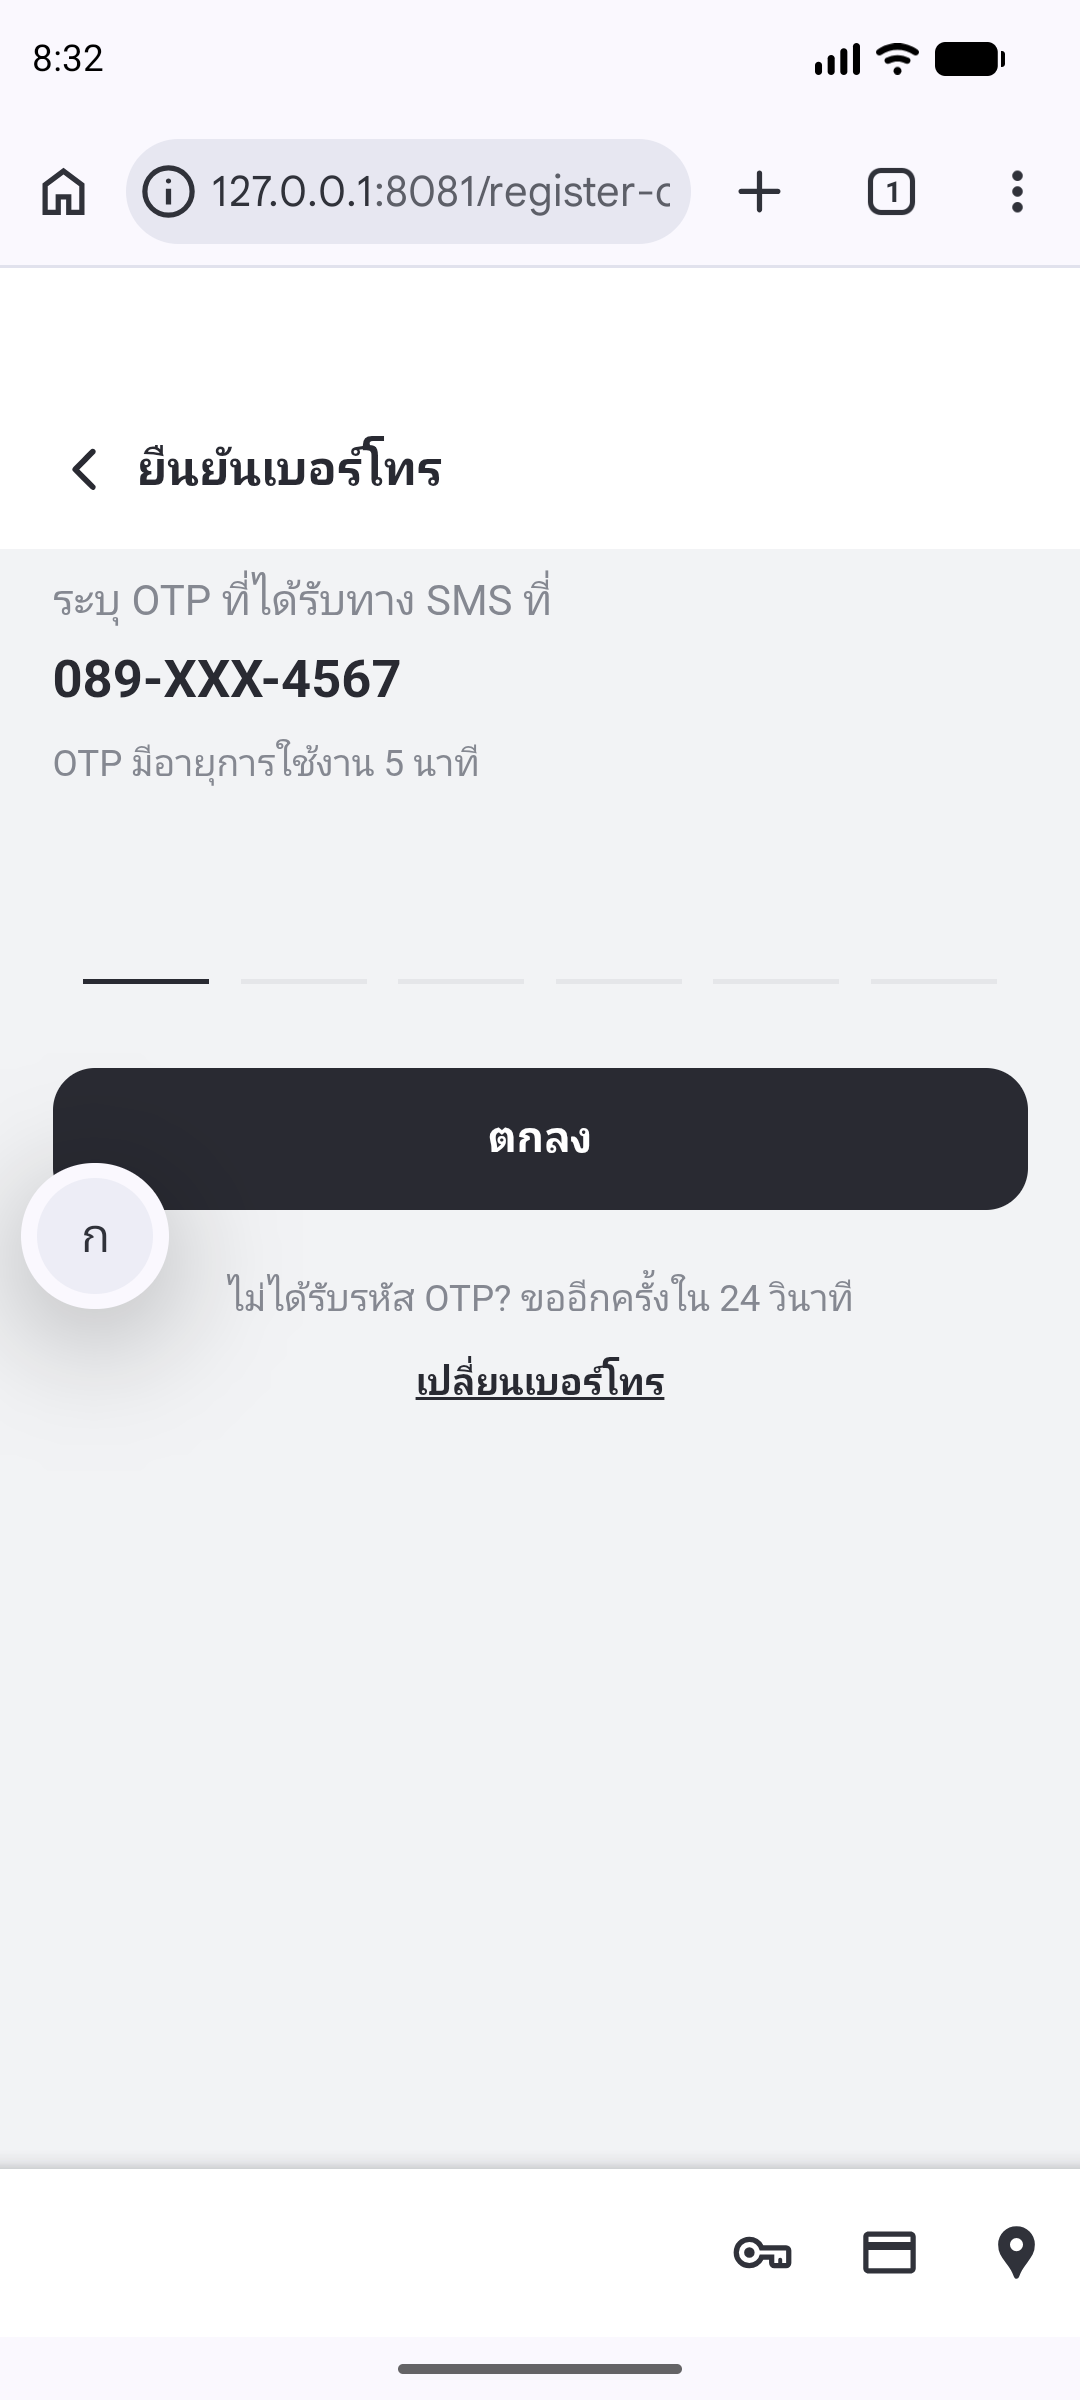 8:32
127.0.0.1:8081/register-
1
ยืนยันเบอร์โทร
ระบุ OTP ที่ได้รับทาง SMS ที่
089-XXX-4567
OTP มีอายุการใช้งาน 5 นาที
ตกลง
ก
ไม่ได้รับรหัส OTP? ขออีกครั้งใน 24 วินาที
เปลี่ยนเบอร์โทร